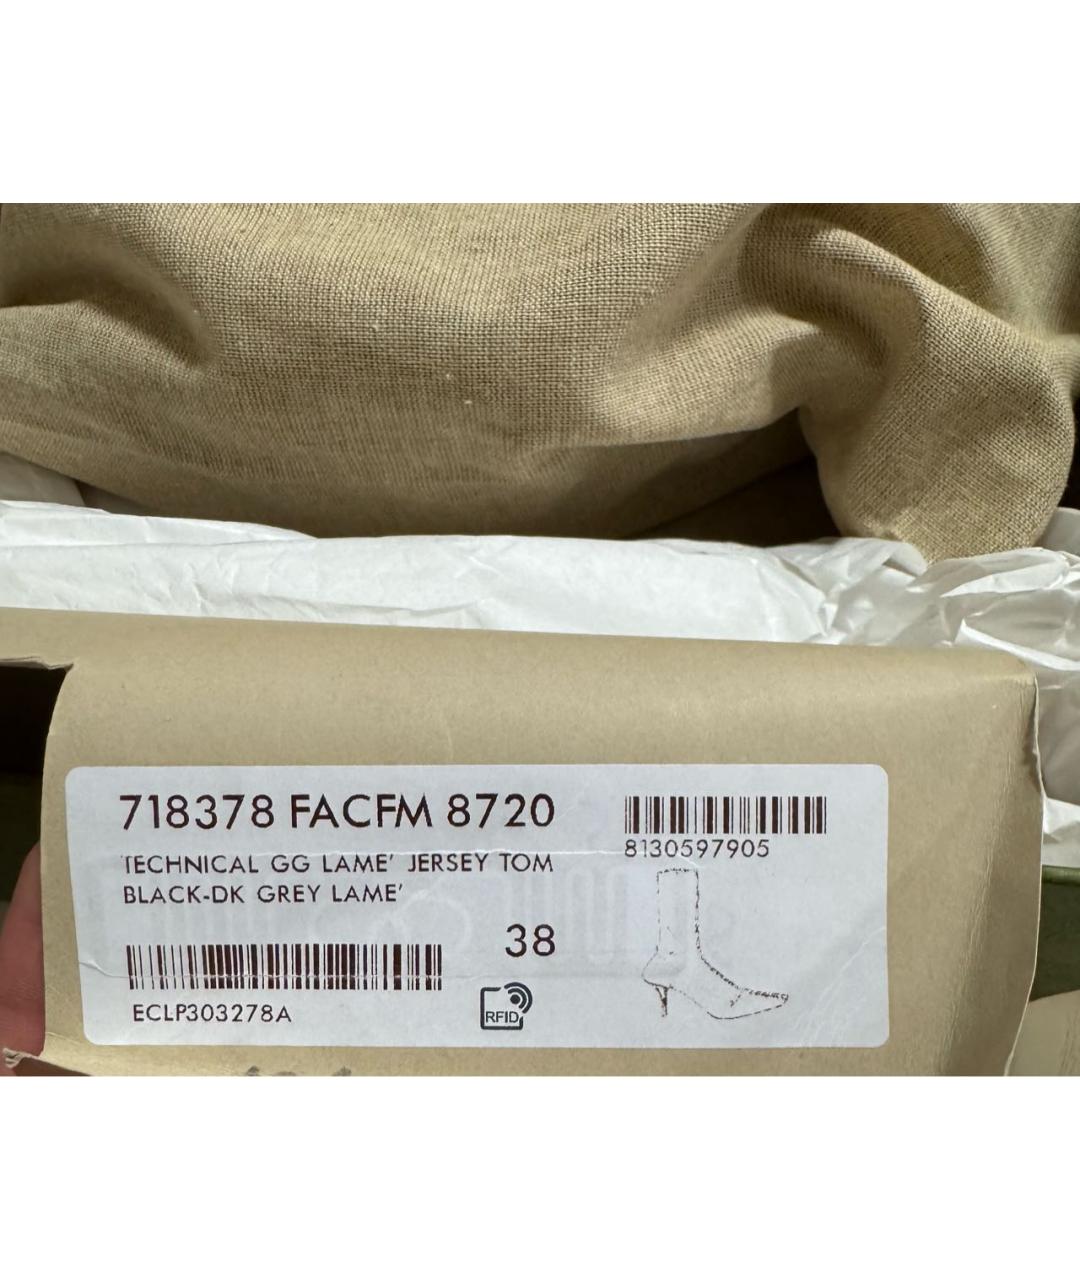 718378 FACFM 8720
TECHNICAL GG LAME' JERSEY TOM
BLACK-DK GREY LAME'
8130597905
38
ECLP303278A
RFID